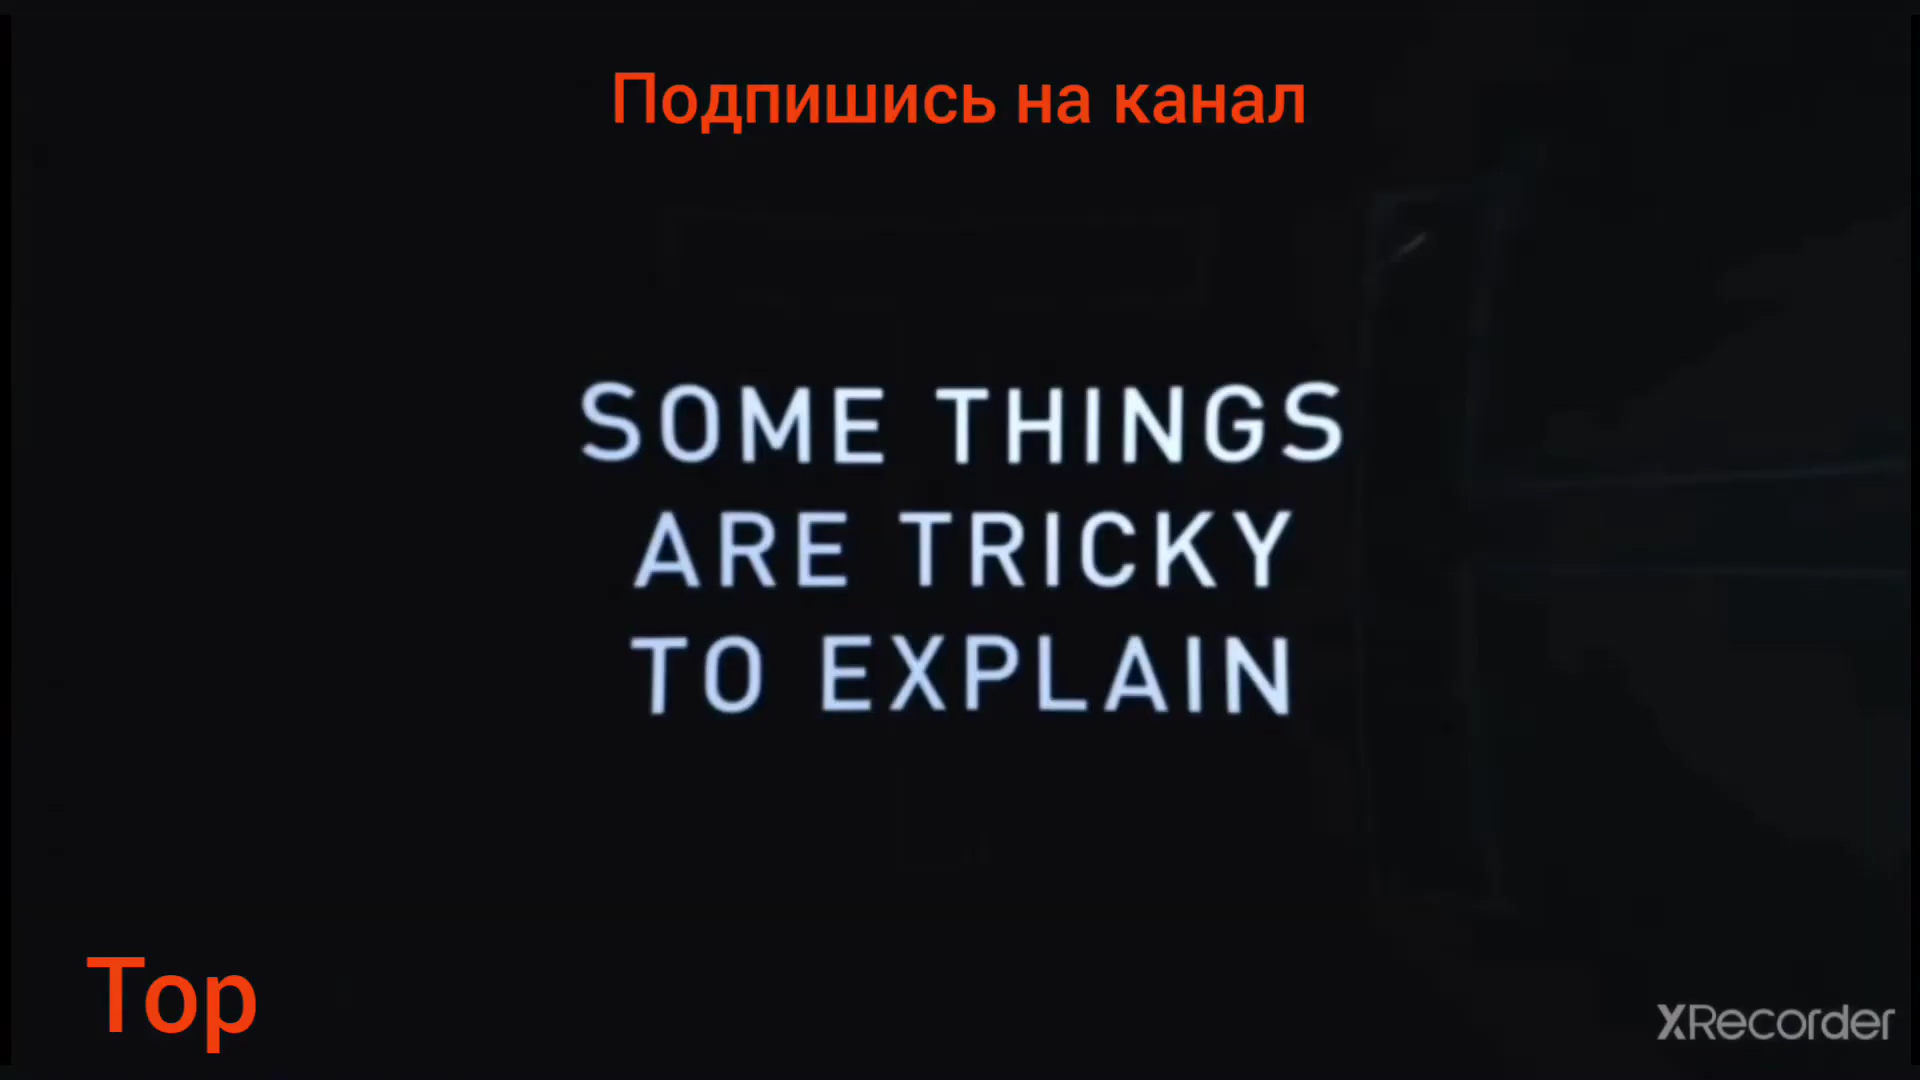 Подпишись на канал
SOME THINGS
ARE TRICKY
TO EXPLAIN
Top
XRecorder